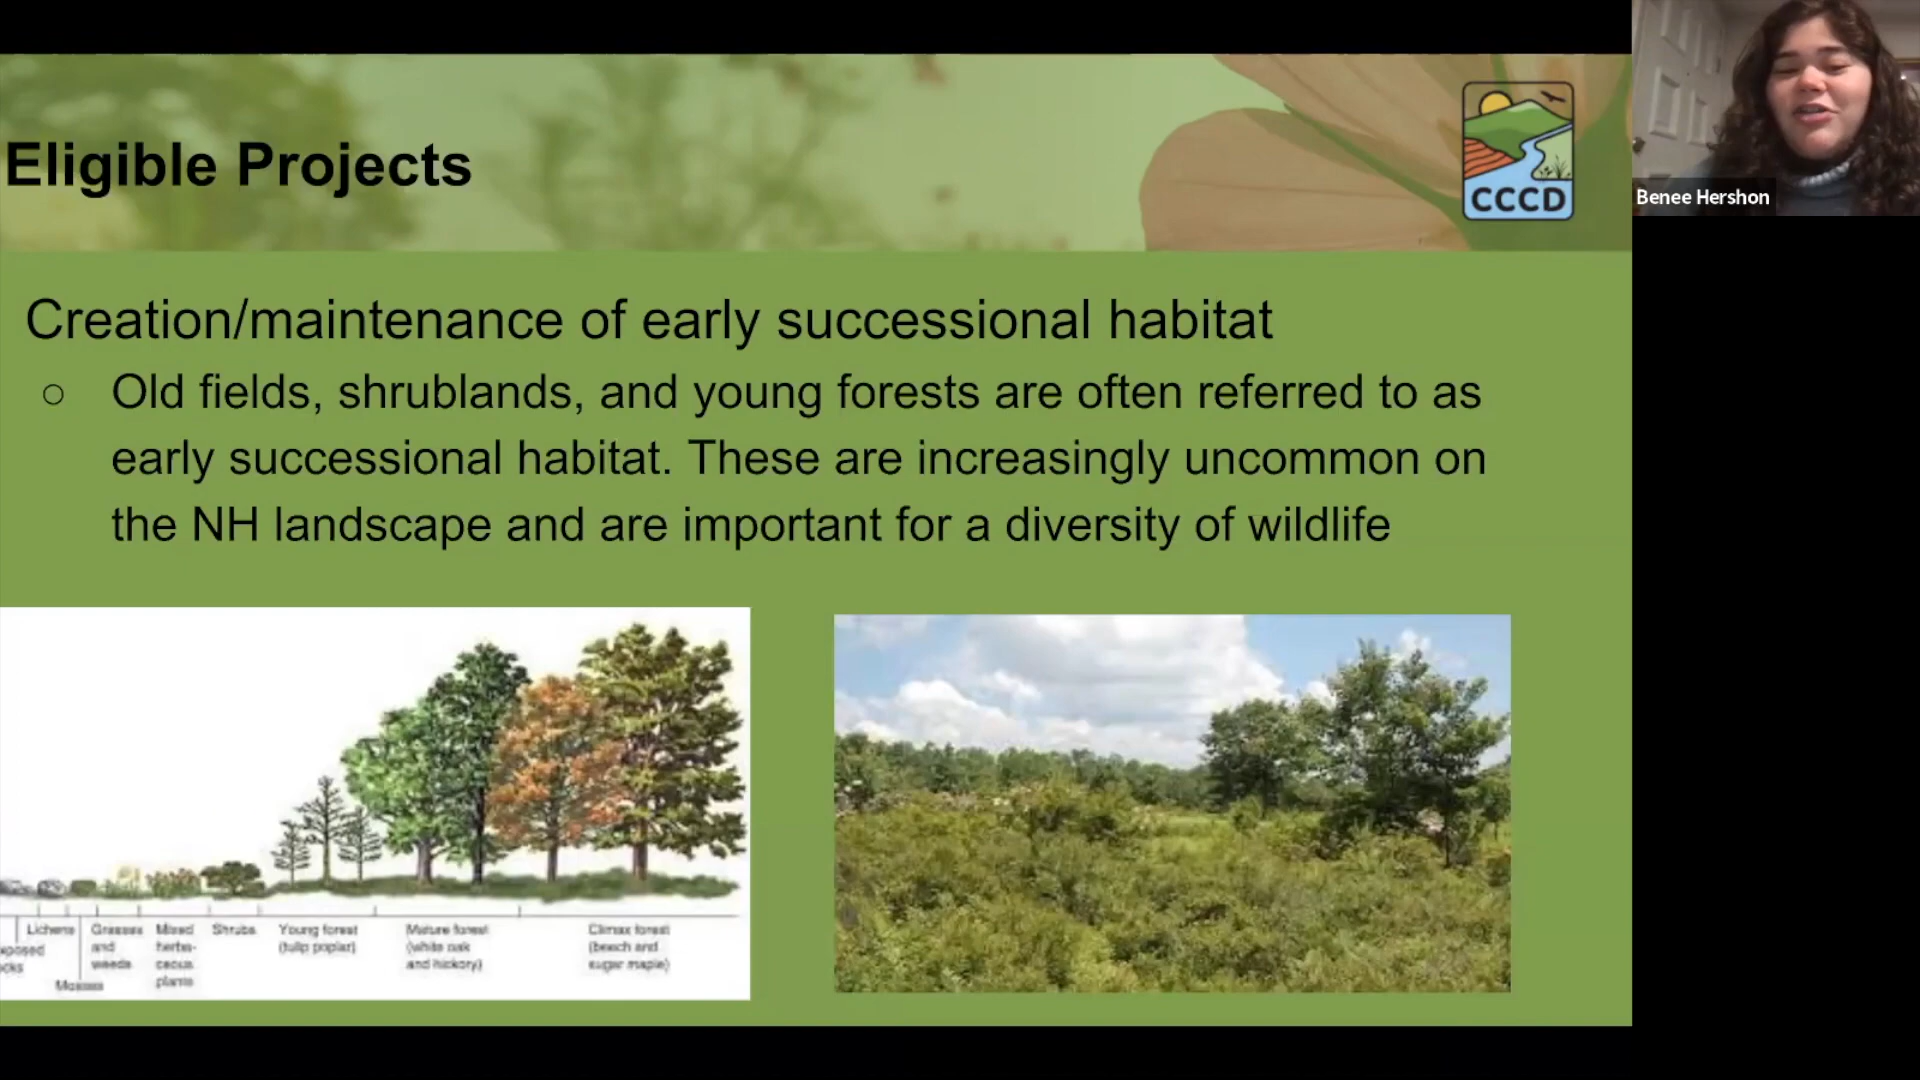 Eligible Projects
CCCD
Benee Hershon
Creation/maintenance of early successional habitat
○ Old fields, shrublands, and young forests are often referred to as
early successional habitat. These are increasingly uncommon on
the NH landscape and are important for a diversity of wildlife
Lichens Grasses Mixed Shrubs Young forest Mature forest Climax forest
and herba- (tulip poplar) (white oak (beech and
weeds ceous and hickory) sugar maple)
Mosses plants